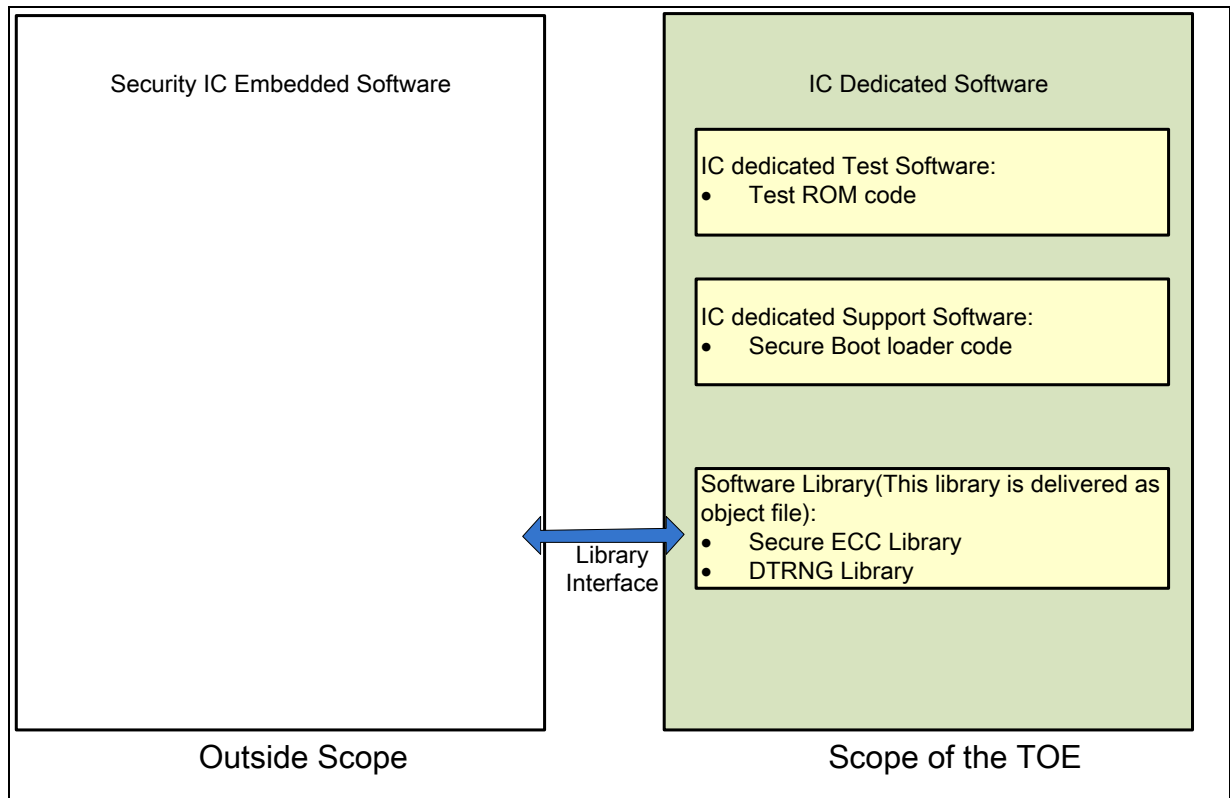 Security IC Embedded Software
IC Dedicated Software
IC dedicated Test Software:
• Test ROM code
IC dedicated Support Software:
• Secure Boot loader code
Software Library(This library is delivered as
object file):
• Secure ECC Library
• DTRNG Library
Library
Interface
Outside Scope
Scope of the TOE